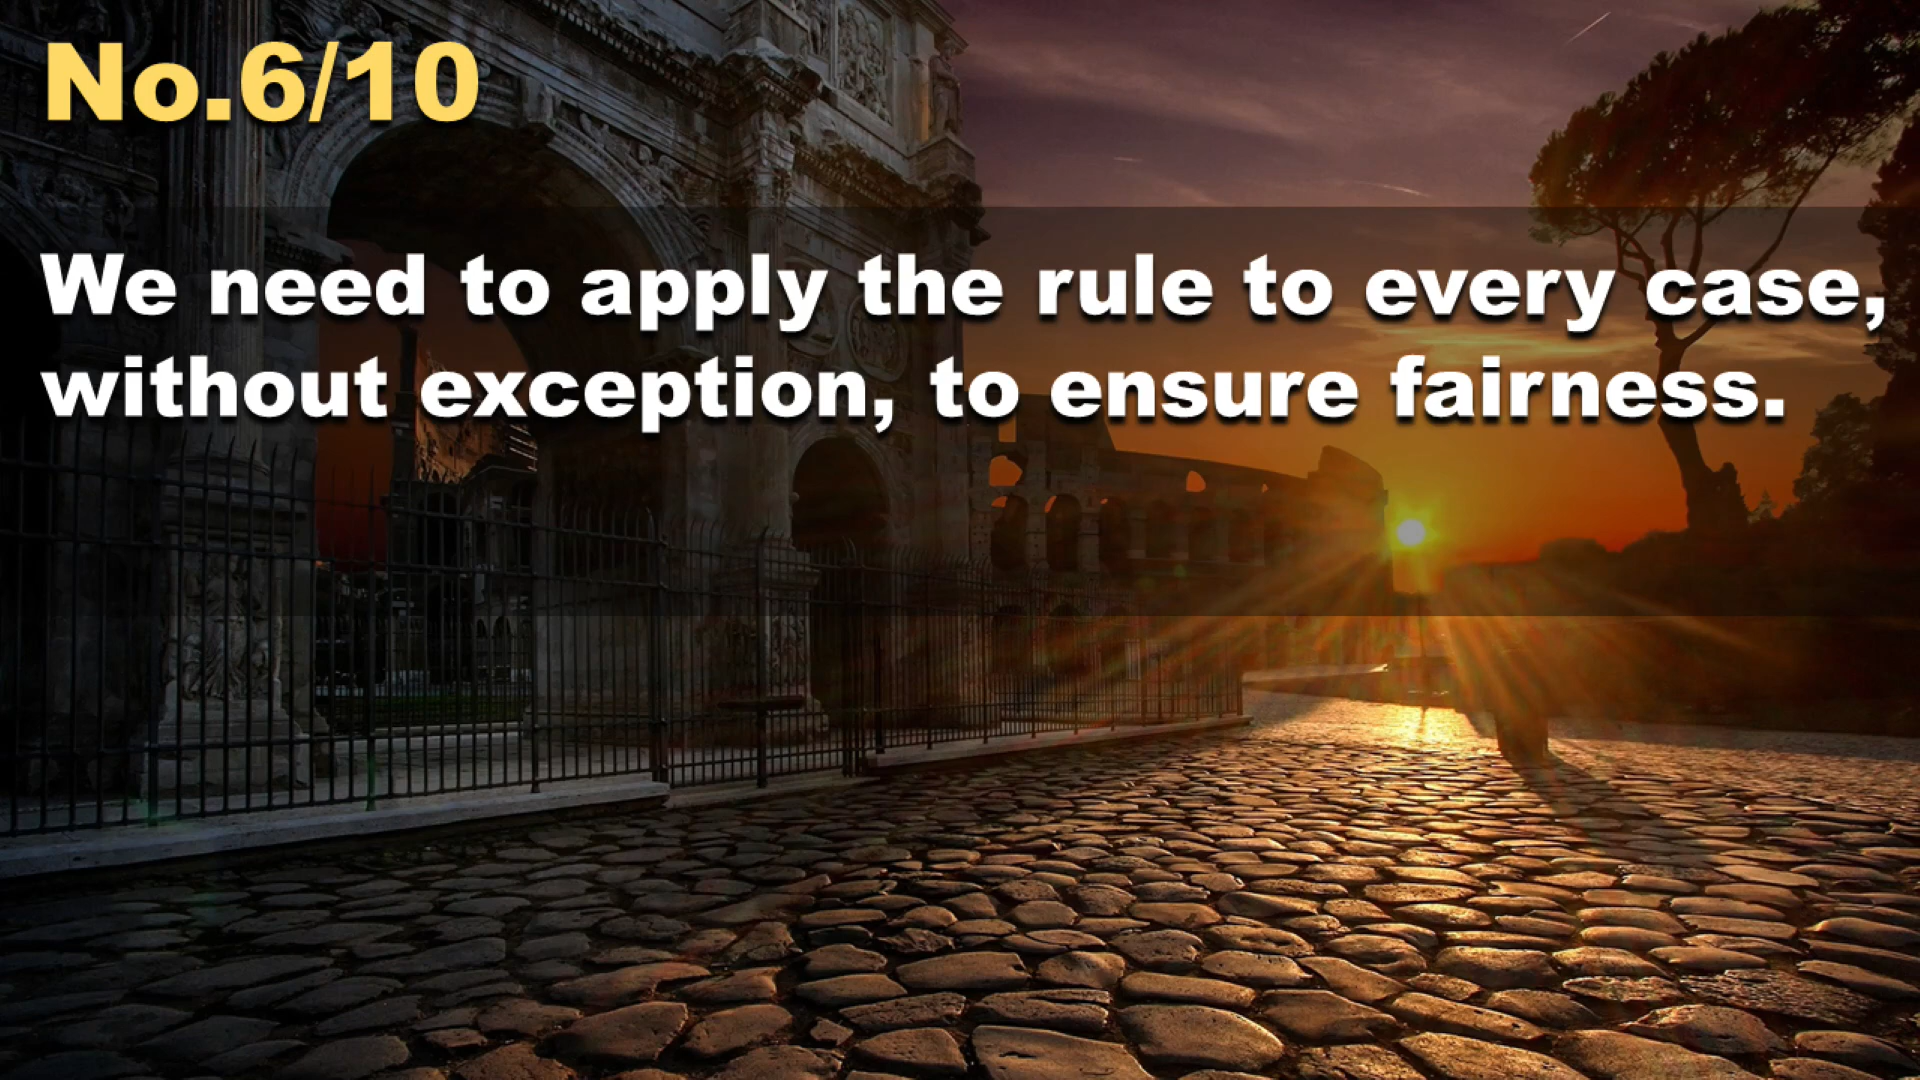 No.6/10
We need to apply the rule to every case,
without exception, to ensure fairness.